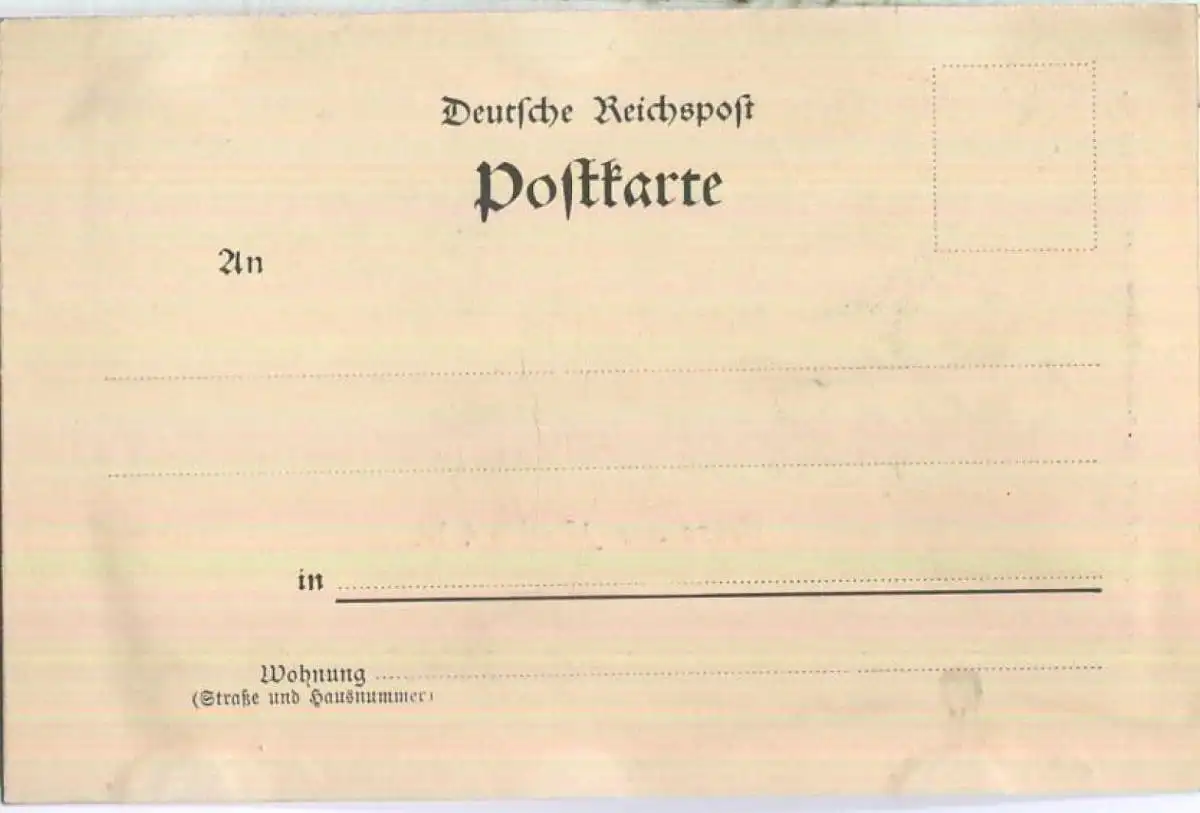 Deutsche Reichspost
Postkarte
An
in
Wohnung
(Straße und Hausnummer)